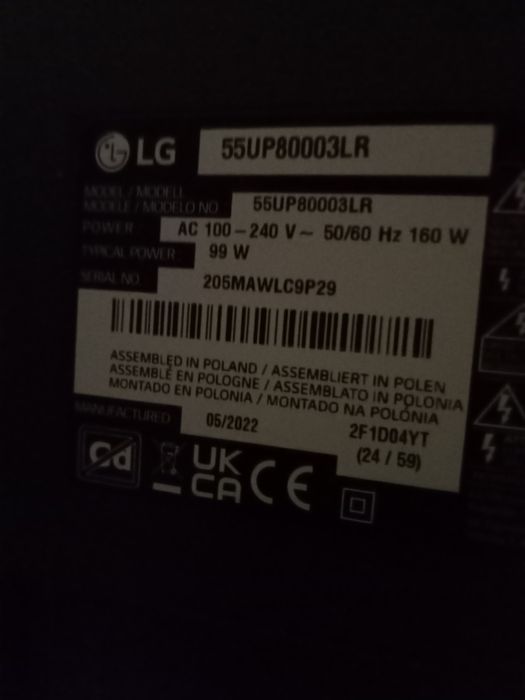 LG 55UP80003LR
MODEL / MODELL
MODÈLE / MODELO NO 55UP80003LR
POWER AC 100 – 240 V ~ 50/60 Hz 160 W
TYPICAL POWER 99 W
SERIAL NO. 205MAWLC9P29
ASSEMBLED IN POLAND / ASSEMBLIERT IN POLEN
ASSEMBLÉ EN POLOGNE / ASSEMBLATO IN POLONIA
MONTADO EN POLONIA / MONTADO NA POLÓNIA
MANUFACTURED 05/2022 2F1D04YT
(24 / 59)
Cd UK CA CE